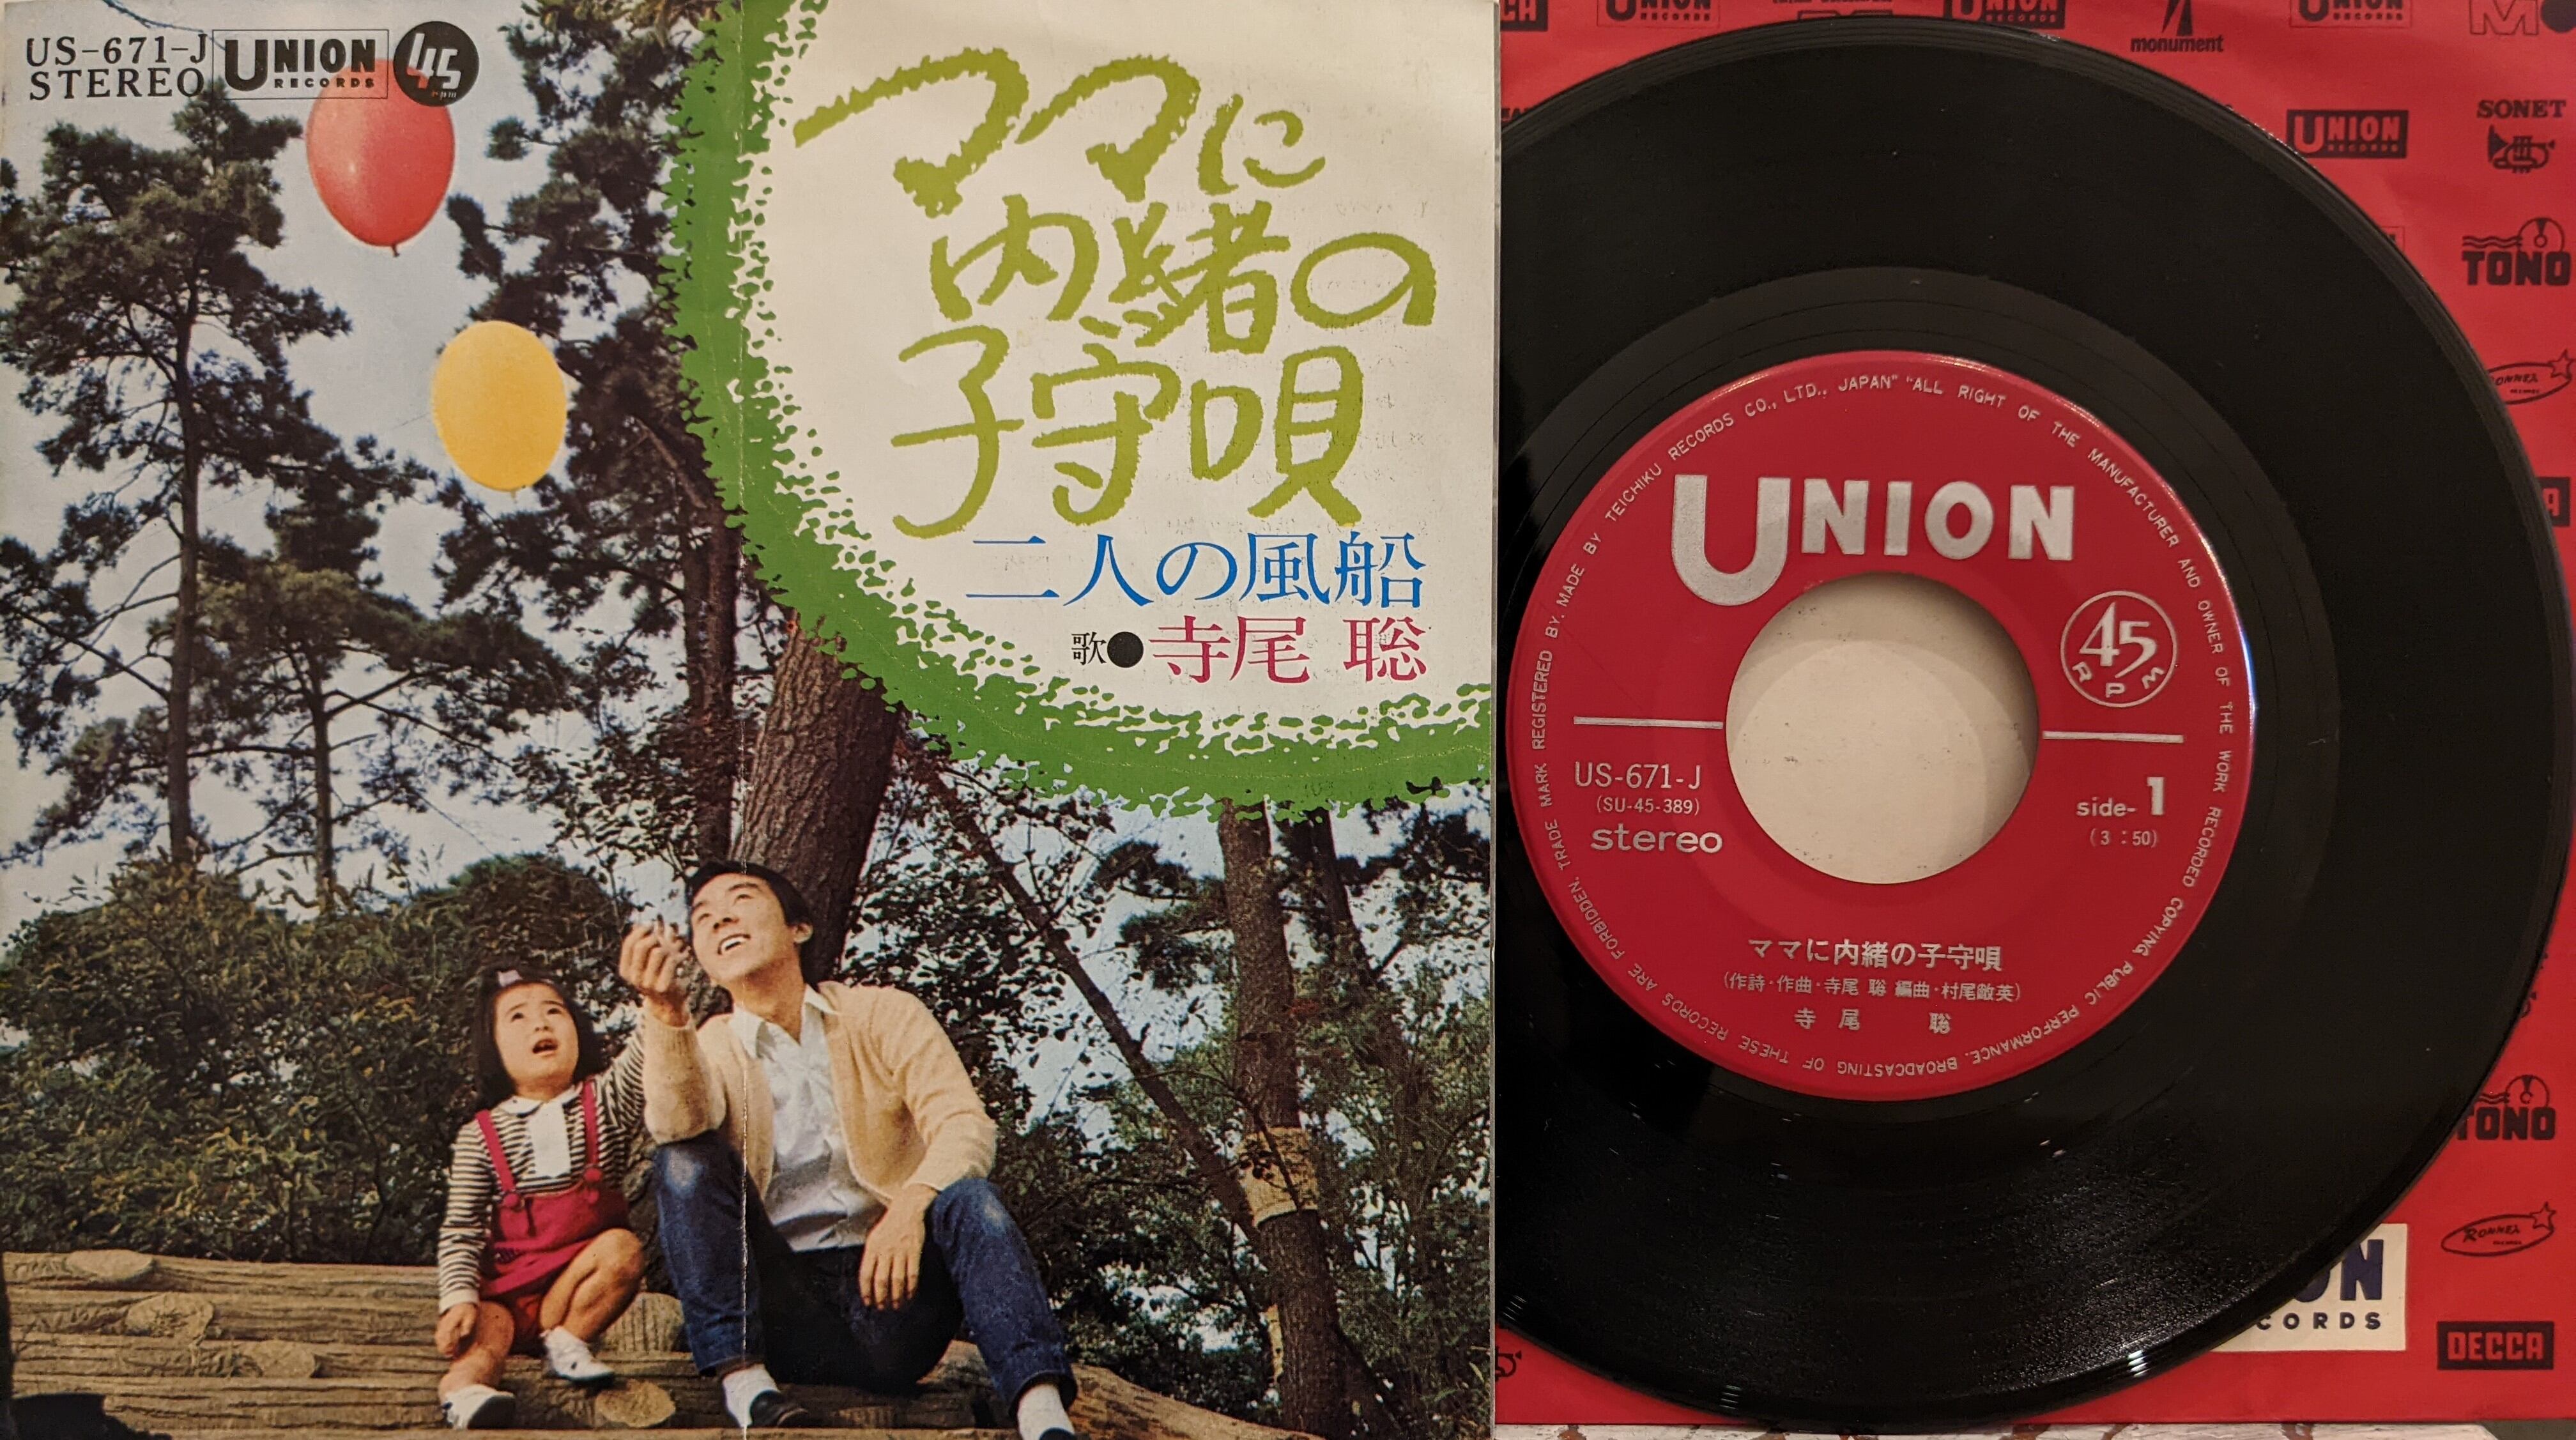 US-671-J
STEREO
UNION
RECORDS
45
rpm
ママに
内緒の
子守唄
二人の風船
歌●寺尾 聰
UNION
RECORDS
monument
UNION
RECORDS
SONET
TONO
TRADE MARK REGISTERED BY. MADE BY TEICHIKU RECORDS CO., LTD., JAPAN" "ALL RIGHT OF THE MANUFACTURER AND OWNER OF THE WORK RECORDED COPYING, PUBLIC PERFORMANCE, BROADCASTING OF THESE RECORDS ARE FORBIDDEN.
UNION
45
RPM
US-671-J
(SU-45-389)
stereo
side-1
(3:50)
ママに内緒の子守唄
(作詩・作曲・寺尾 聰 編曲・村尾敵英)
寺尾 聡
TONO
RONNEX
DECCA